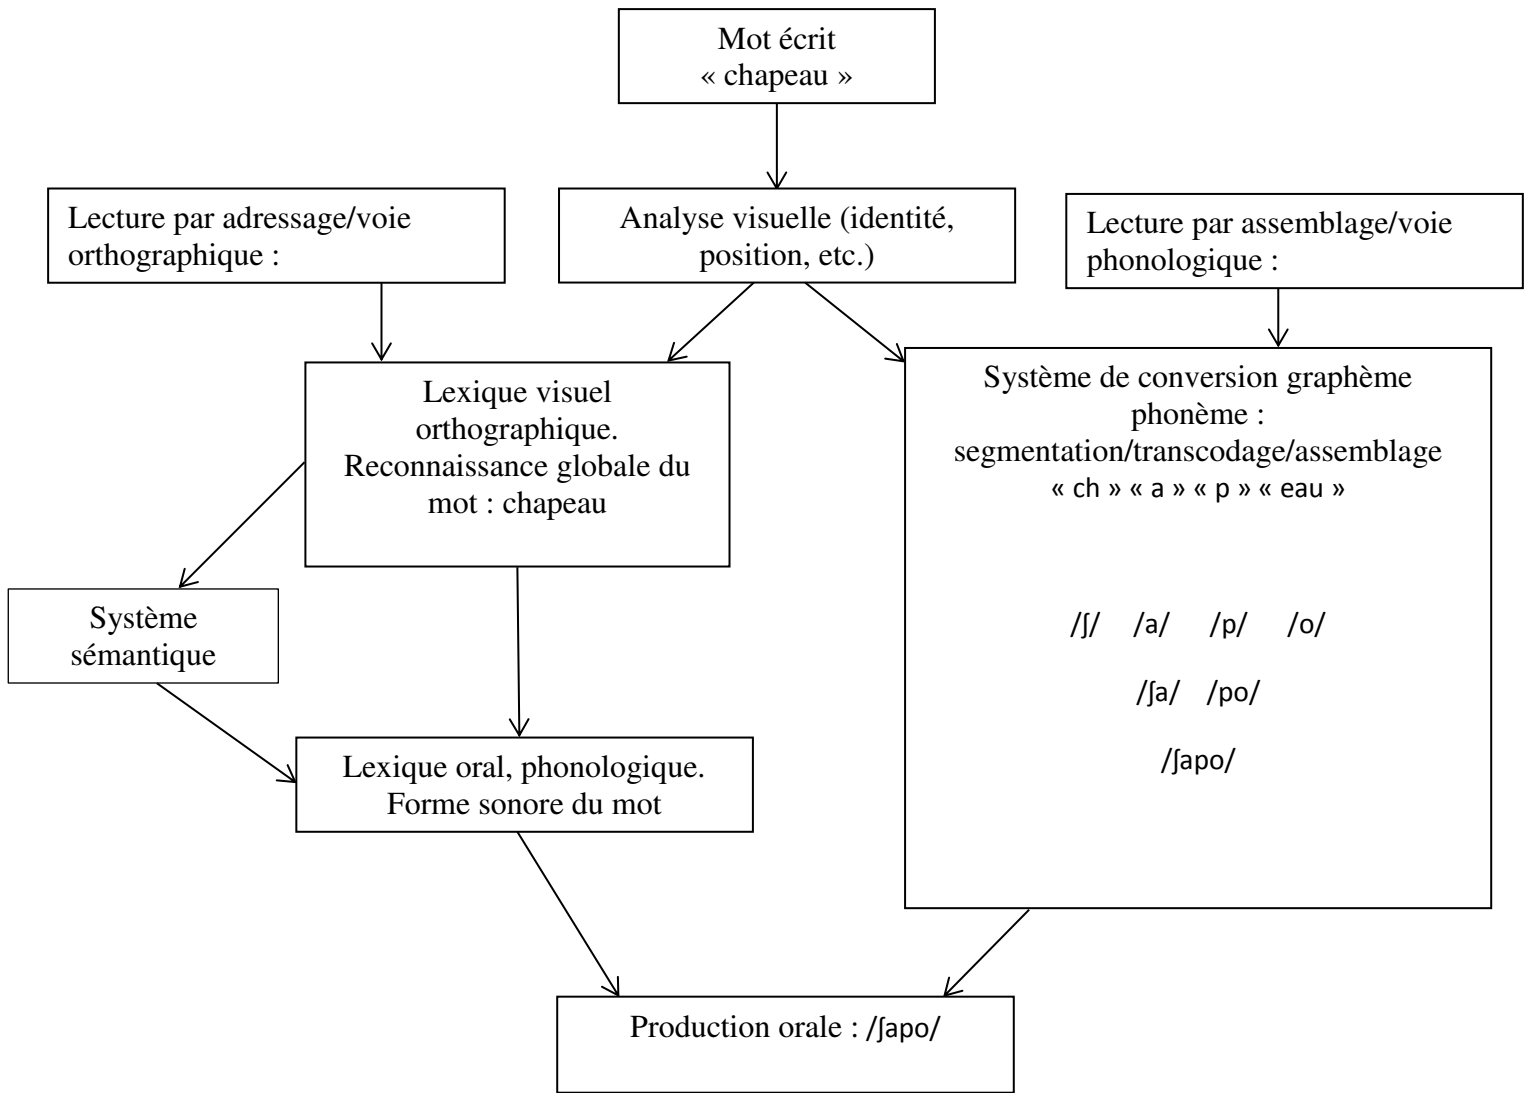 Mot écrit
« chapeau »
Lecture par adressage/voie
orthographique :
Analyse visuelle (identité,
position, etc.)
Lecture par assemblage/voie
phonologique :
Lexique visuel
orthographique.
Reconnaissance globale du
mot : chapeau
Système de conversion graphème
phonème :
segmentation/transcodage/assemblage
« ch » « a » « p » « eau »
/ʃ/ /a/ /p/ /o/
/ʃa/ /po/
/ʃapo/
Système
sémantique
Lexique oral, phonologique.
Forme sonore du mot
Production orale : /ʃapo/